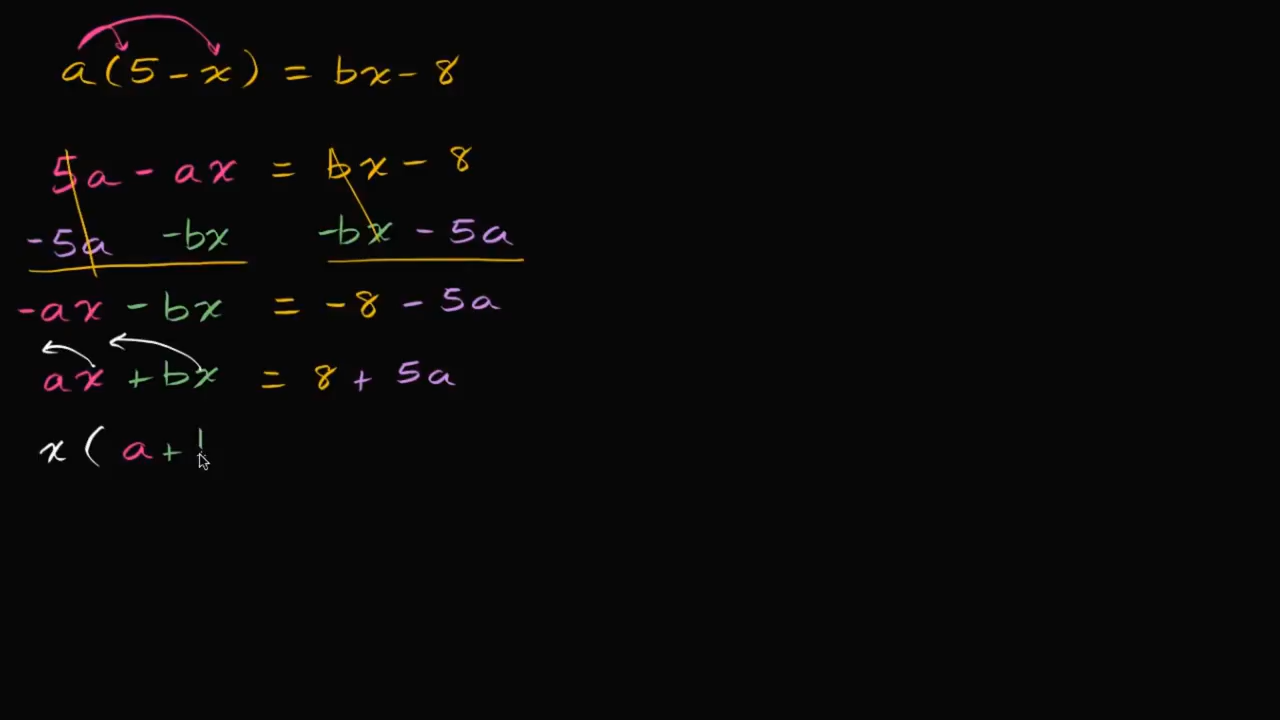 a(5-x) = bx - 8
5a - ax = bx - 8
-5a -bx -bx - 5a
-ax - bx = -8 - 5a
ax + bx = 8 + 5a
x( a +